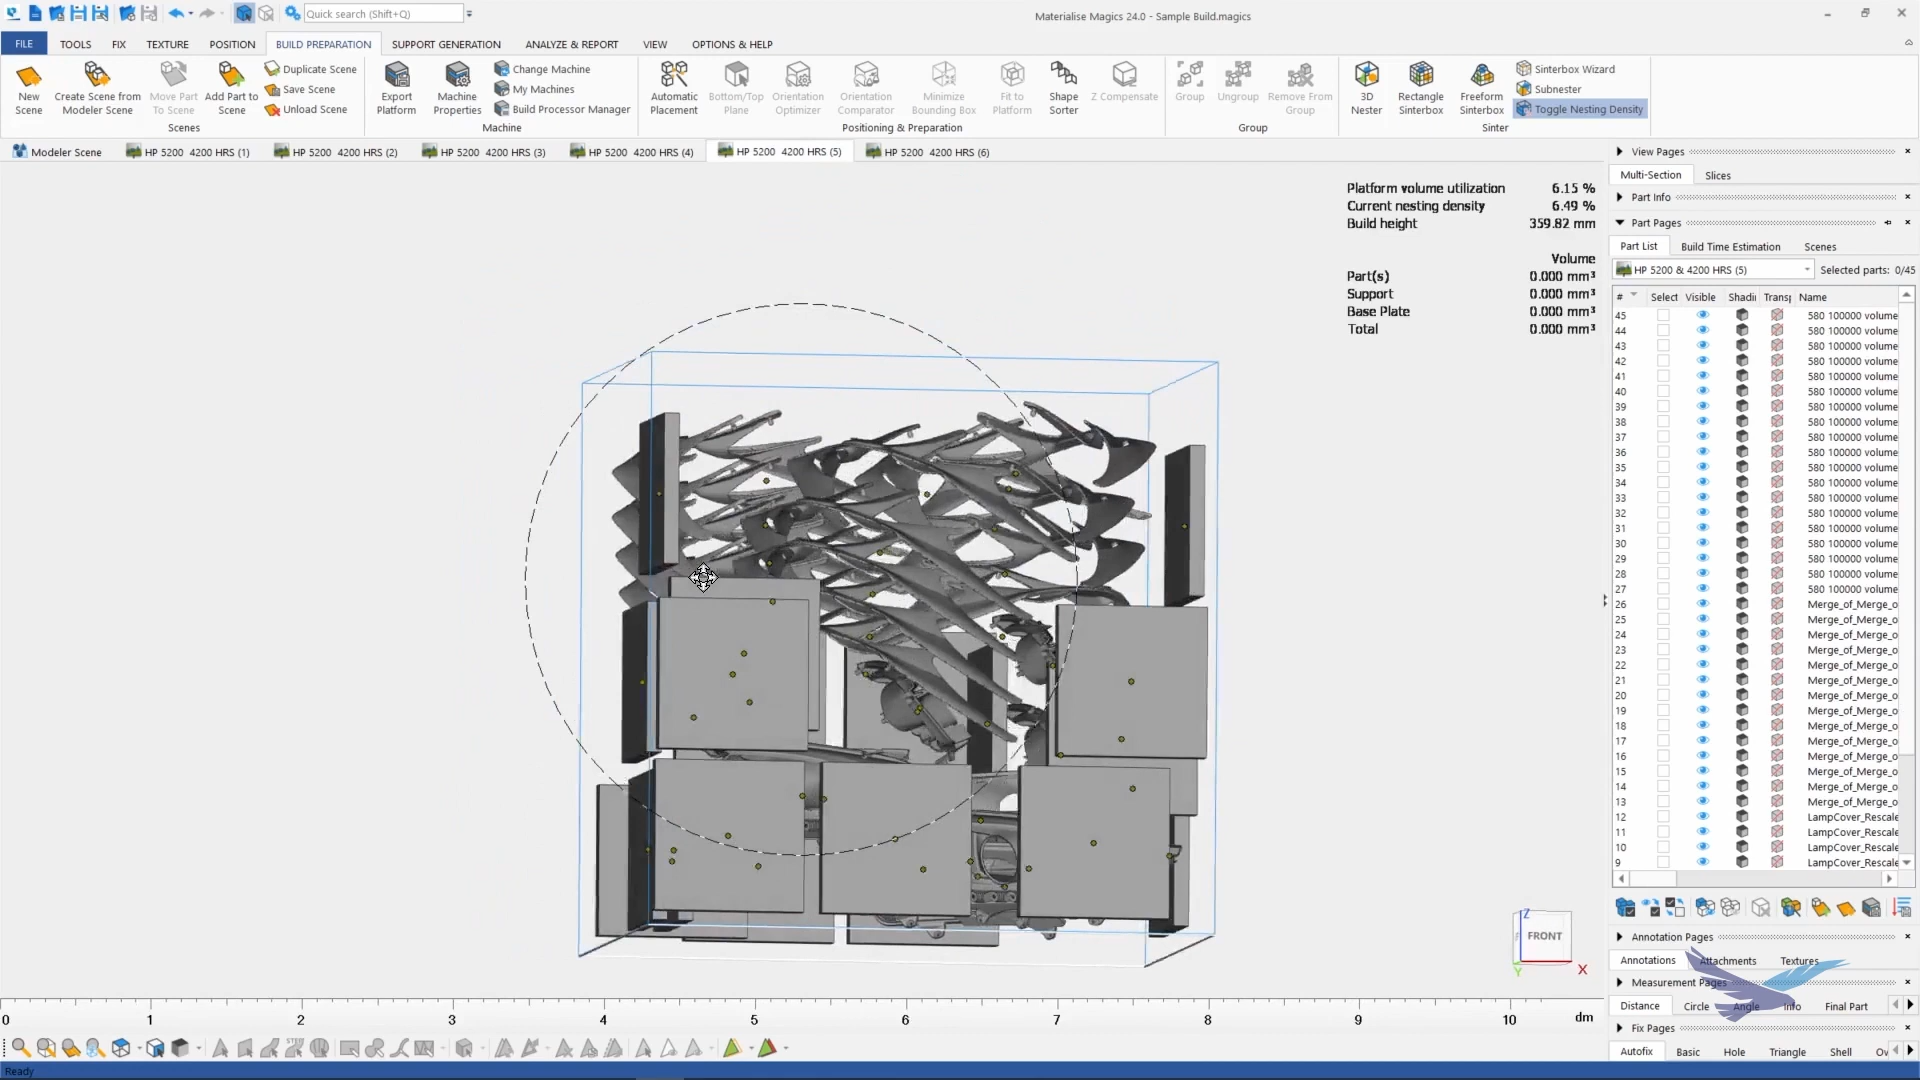 Quick search (Shift+Q)
Materialise Magics 24.0 - Sample Build.magics
FILE TOOLS FIX TEXTURE POSITION BUILD PREPARATION SUPPORT GENERATION ANALYZE & REPORT VIEW OPTIONS & HELP
New Scene
Create Scene from Modeler Scene
Move Part To Scene
Add Part to Scene
Duplicate Scene
Save Scene
Unload Scene
Scenes
Export Platform
Machine Properties
Change Machine
My Machines
Build Processor Manager
Machine
Automatic Placement
Bottom/Top Plane
Orientation Optimizer
Orientation Comparator
Minimize Bounding Box
Fit to Platform
Shape Sorter
Z Compensate
Positioning & Preparation
Group
Ungroup
Remove From Group
Group
3D Nester
Rectangle Sinterbox
Freeform Sinterbox
Sinterbox Wizard
Subnester
Toggle Nesting Density
Sinter
Modeler Scene
HP 5200 4200 HRS (1)
HP 5200 4200 HRS (2)
HP 5200 4200 HRS (3)
HP 5200 4200 HRS (4)
HP 5200 4200 HRS (5)
HP 5200 4200 HRS (6)
Platform volume utilization 6.15 %
Current nesting density 6.49 %
Build height 359.82 mm
Volume
Part(s) 0.000 mm³
Support 0.000 mm³
Base Plate 0.000 mm³
Total 0.000 mm³
Z
FRONT
Y X
0 1 2 3 4 5 6 7 8 9 10 dm
Ready
View Pages
Multi-Section Slices
Part Info
Part Pages
Part List Build Time Estimation Scenes
HP 5200 & 4200 HRS (5) Selected parts: 0/45
# Select Visible Shadi Transp Name
45 580 100000 volume
44 580 100000 volume
43 580 100000 volume
42 580 100000 volume
41 580 100000 volume
40 580 100000 volume
39 580 100000 volume
38 580 100000 volume
37 580 100000 volume
36 580 100000 volume
35 580 100000 volume
34 580 100000 volume
33 580 100000 volume
32 580 100000 volume
31 580 100000 volume
30 580 100000 volume
29 580 100000 volume
28 580 100000 volume
27 580 100000 volume
26 Merge_of_Merge_o
25 Merge_of_Merge_o
24 Merge_of_Merge_o
23 Merge_of_Merge_o
22 Merge_of_Merge_o
21 Merge_of_Merge_o
20 Merge_of_Merge_o
19 Merge_of_Merge_o
18 Merge_of_Merge_o
17 Merge_of_Merge_o
16 Merge_of_Merge_o
15 Merge_of_Merge_o
14 Merge_of_Merge_o
13 Merge_of_Merge_o
12 LampCover_Rescale
11 LampCover_Rescale
10 LampCover_Rescale
9 LampCover_Rescale
Annotation Pages
Annotations Attachments Textures
Measurement Pages
Distance Circle Angle Info Final Part
Fix Pages
Autofix Basic Hole Triangle Shell Ov